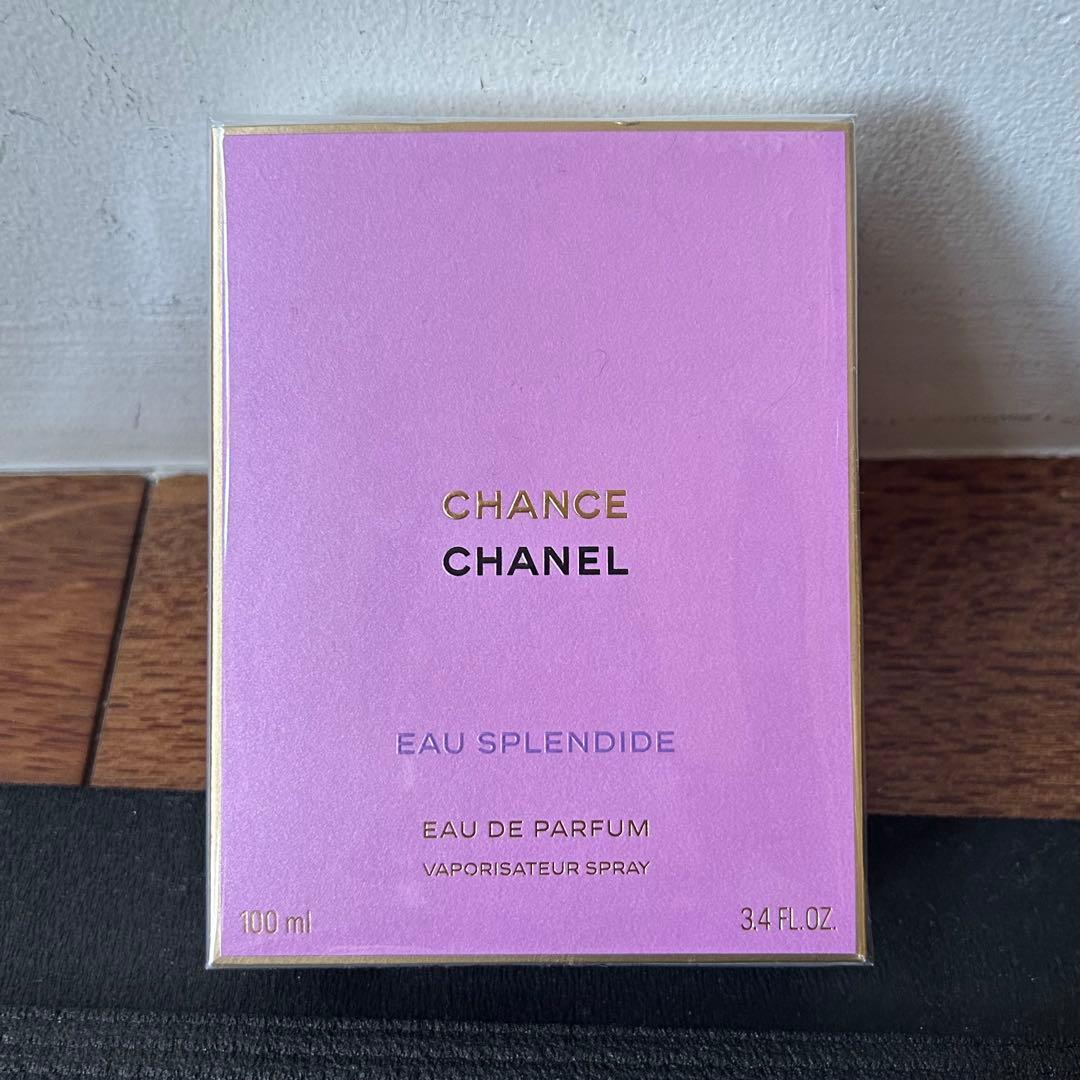 CHANCE
CHANEL
EAU SPLENDIDE
EAU DE PARFUM
VAPORISATEUR SPRAY
100 ml
3.4 FL.OZ.